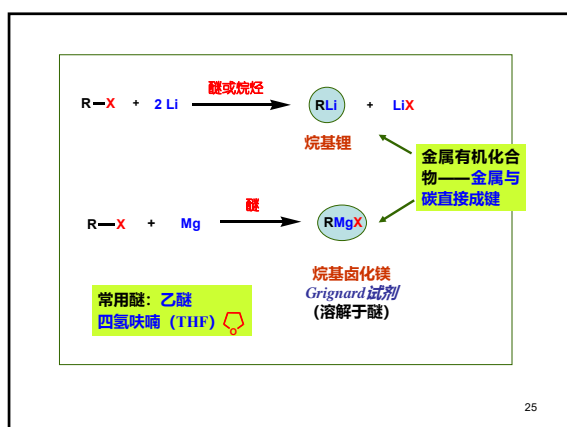 醚或烷烃
R—X + 2 Li RLi + LiX
烷基锂
金属有机化合
物——金属与
碳直接成键
醚
R—X + Mg RMgX
烷基卤化镁
Grignard试剂
(溶解于醚)
常用醚：乙醚
四氢呋喃（THF）
O
25